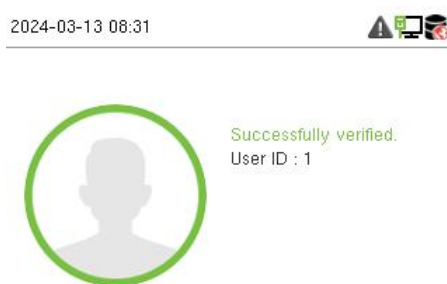 2024-03-13 08:31
Successfully verified.
User ID : 1